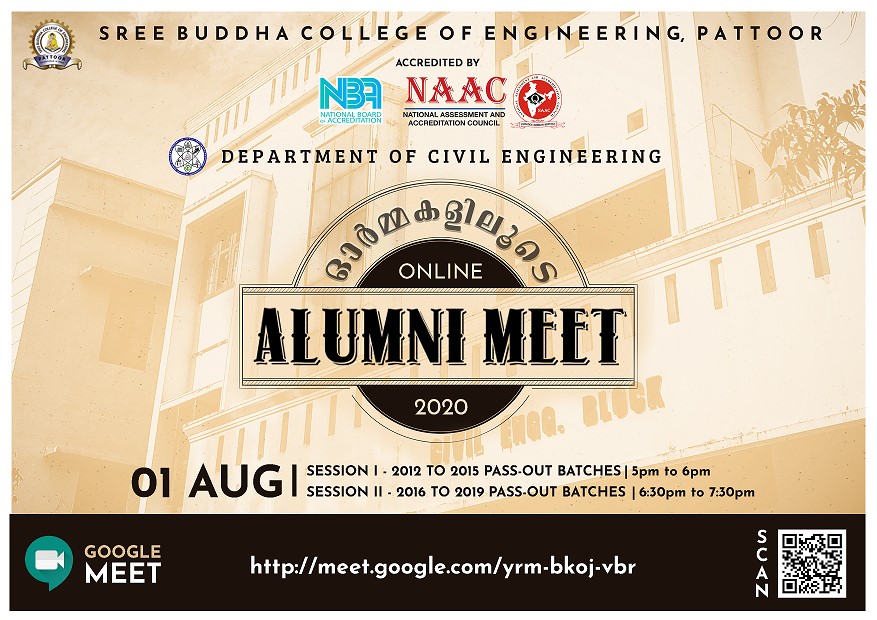 SREE BUDDHA COLLEGE OF ENGINEERING, PATTOOR
PATTOOR
ACCREDITED BY
NBA
NATIONAL BOARD
OF ACCREDITATION
NAAC
NATIONAL ASSESSMENT AND
ACCREDITATION COUNCIL
NAAC
DEPARTMENT OF CIVIL ENGINEERING
ഓർമ്മകളിലൂടെ
ONLINE
ALUMNI MEET
2020
CIVIL ENGG. BLOCK
01 AUG | SESSION I - 2012 TO 2015 PASS-OUT BATCHES | 5pm to 6pm
SESSION II - 2016 TO 2019 PASS-OUT BATCHES | 6:30pm to 7:30pm
GOOGLE
MEET
http://meet.google.com/yrm-bkoj-vbr
SCAN